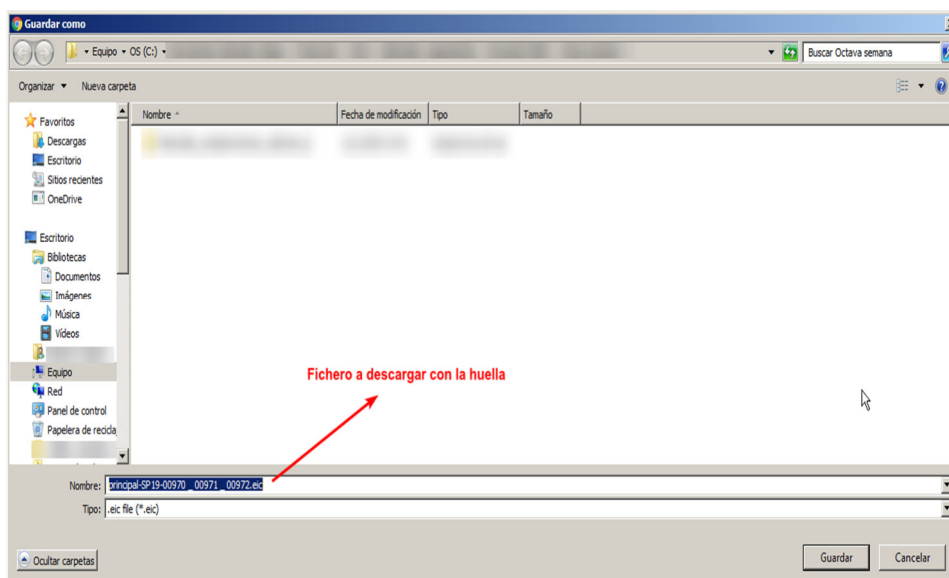 Guardar como
Equipo OS (C:)
Buscar Octava semana
Organizar Nueva carpeta
Nombre Fecha de modificación Tipo Tamaño
Favoritos
Descargas
Escritorio
Sitios recientes
OneDrive
Escritorio
Bibliotecas
Documentos
Imágenes
Música
Vídeos
Equipo
Red
Panel de control
Papelera de recicla
Fichero a descargar con la huella
Nombre: principal-SP19-00970 _ 00971 _ 00972.eic
Tipo: .eic file (*.eic)
Ocultar carpetas
Guardar Cancelar